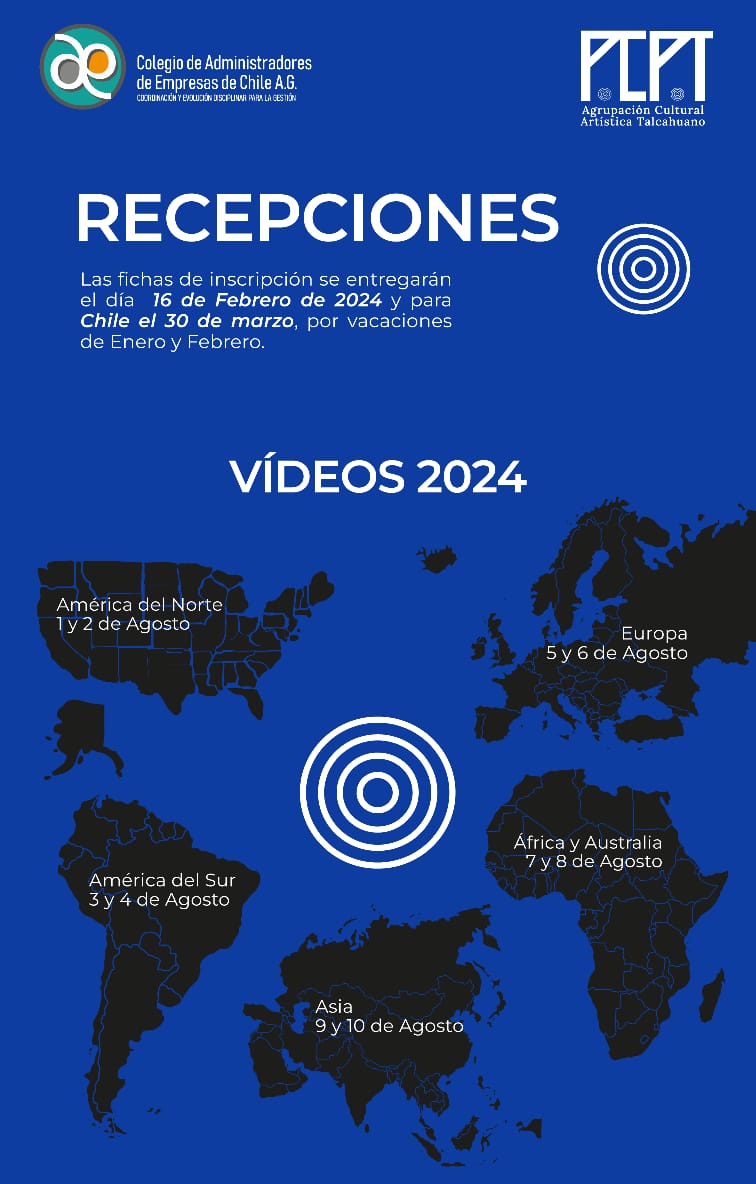 Colegio de Administradores
de Empresas de Chile A.G.
COORDINACIÓN Y EVOLUCIÓN DISCIPLINAR PARA LA GESTIÓN
P.CPT
Agrupación Cultural
Artística Talcahuano
RECEPCIONES
Las fichas de inscripción se entregarán
el día 16 de Febrero de 2024 y para
Chile el 30 de marzo, por vacaciones
de Enero y Febrero.
VÍDEOS 2024
América del Norte
1 y 2 de Agosto
Europa
5 y 6 de Agosto
África y Australia
7 y 8 de Agosto
América del Sur
3 y 4 de Agosto
Asia
9 y 10 de Agosto